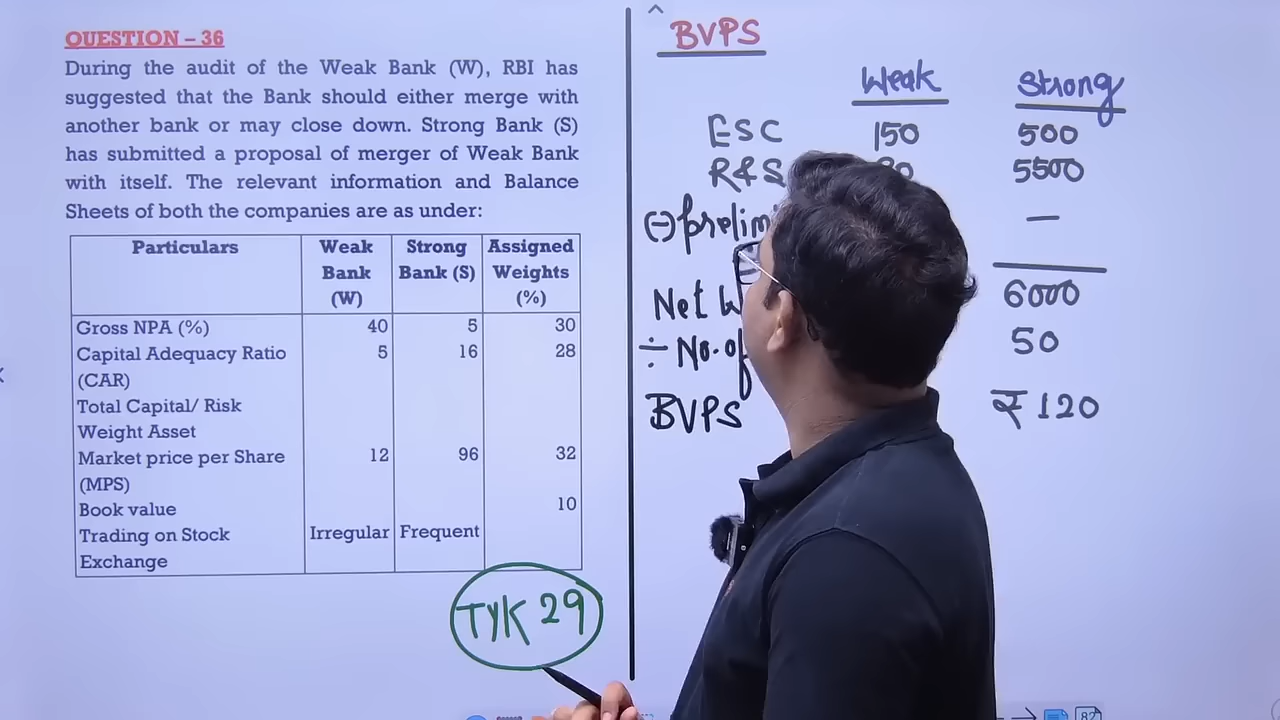 QUESTION – 36
During the audit of the Weak Bank (W), RBI has
suggested that the Bank should either merge with
another bank or may close down. Strong Bank (S)
has submitted a proposal of merger of Weak Bank
with itself. The relevant information and Balance
Sheets of both the companies are as under:
Particulars Weak Bank (W) Strong Bank (S) Assigned Weights (%)
Gross NPA (%) 40 5 30
Capital Adequacy Ratio 5 16 28
(CAR)
Total Capital/ Risk
Weight Asset
Market price per Share 12 96 32
(MPS)
Book value 10
Trading on Stock Irregular Frequent
Exchange
TYK 29
BVPS
Weak Strong
ESC 150 500
R&S 5500
(-) —
Net 6000
÷ No. of 50
BVPS ₹120
82